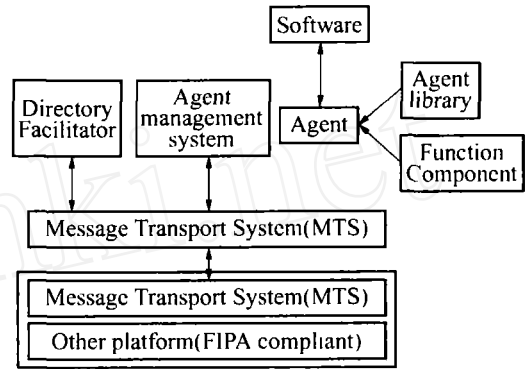 Software
Directory
Facilitator
Agent
management
system
Agent
Agent
library
Function
Component
Message Transport System(MTS)
Message Transport System(MTS)
Other platform(FIPA compliant)